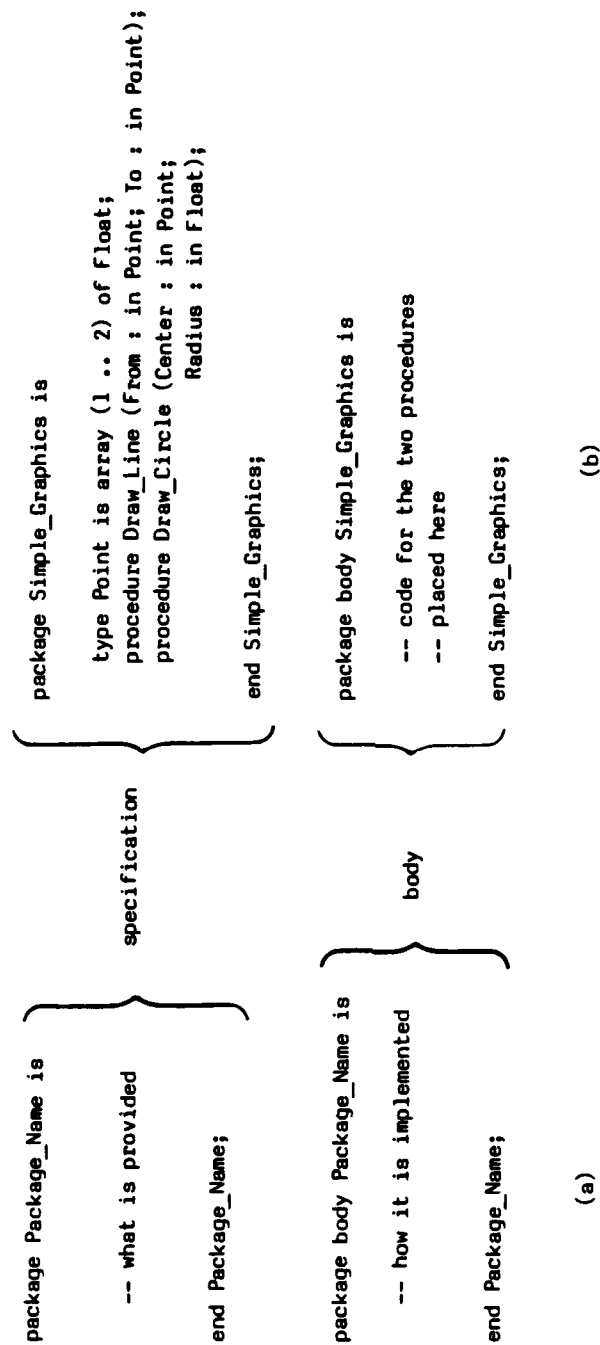 package Package_Name is
-- what is provided
end Package_Name;
package body Package_Name is
-- how it is implemented
end Package_Name;
(a)
specification
body
package Simple_Graphics is
type Point is array (1 .. 2) of Float;
procedure Draw_Line (From : in Point; To : in Point);
procedure Draw_Circle (Center : in Point;
Radius : in Float);
end Simple_Graphics;
package body Simple_Graphics is
-- code for the two procedures
-- placed here
end Simple_Graphics;
(b)